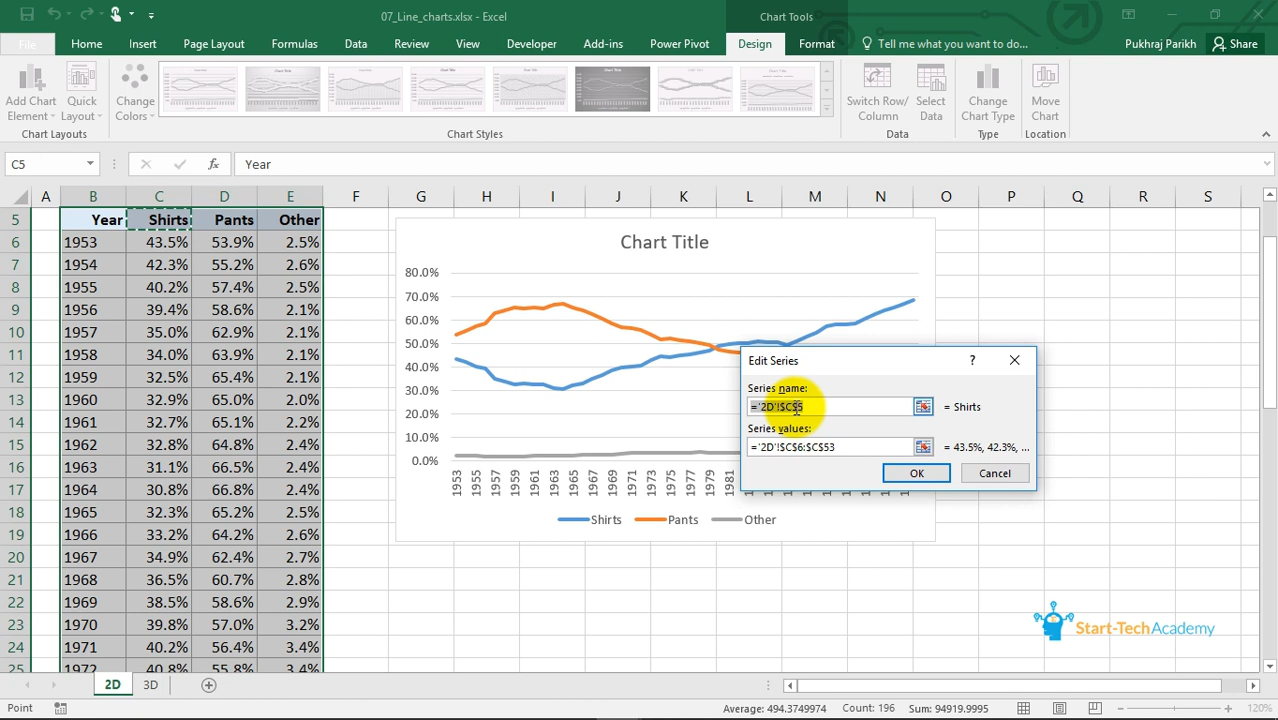 07_Line_charts.xlsx - Excel
Chart Tools
File
Home
Insert
Page Layout
Formulas
Data
Review
View
Developer
Add-ins
Power Pivot
Design
Format
Tell me what you want to do...
Pukhraj Parikh
Share
Add Chart
Element
Quick
Layout
Change
Colors
Switch Row/
Column
Select
Data
Change
Chart Type
Move
Chart
Chart Layouts
Chart Styles
Data
Type
Location
C5
fx
Year
A B C D E F G H I J K L M N O P Q R S
5 Year Shirts Pants Other
6 1953 43.5% 53.9% 2.5%
7 1954 42.3% 55.2% 2.6%
8 1955 40.2% 57.4% 2.5%
9 1956 39.4% 58.6% 2.1%
10 1957 35.0% 62.9% 2.1%
11 1958 34.0% 63.9% 2.1%
12 1959 32.5% 65.4% 2.1%
13 1960 32.9% 65.0% 2.0%
14 1961 32.7% 65.1% 2.2%
15 1962 32.8% 64.8% 2.4%
16 1963 31.1% 66.5% 2.4%
17 1964 30.8% 66.8% 2.4%
18 1965 32.3% 65.2% 2.5%
19 1966 33.2% 64.2% 2.6%
20 1967 34.9% 62.4% 2.7%
21 1968 36.5% 60.7% 2.8%
22 1969 38.5% 58.6% 2.9%
23 1970 39.8% 57.0% 3.2%
24 1971 40.2% 56.4% 3.4%
25 1972 40.8% 55.8% 3.4%
Chart Title
80.0%
70.0%
60.0%
50.0%
40.0%
30.0%
20.0%
10.0%
0.0%
1953
1955
1957
1959
1961
1963
1965
1967
1969
1971
1973
1975
1977
1979
1981
Shirts
Pants
Other
Edit Series
?
Series name:
='2D'!$C$5
= Shirts
Series values:
='2D'!$C$6:$C$53
= 43.5%, 42.3%, ...
OK
Cancel
Start-TechAcademy
2D
3D
Point
Average: 494.3749974
Count: 196
Sum: 94919.9995
120%